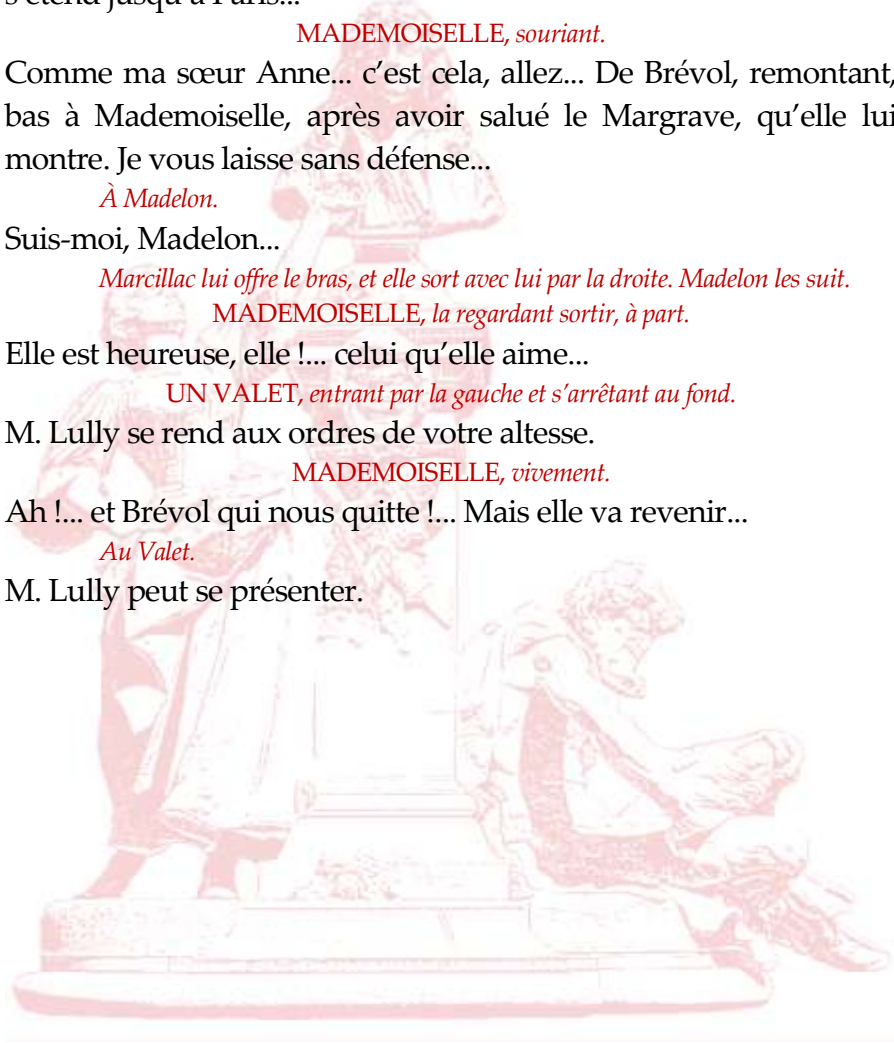 s'étend jusqu'à Paris...
MADEMOISELLE, souriant.
Comme ma sœur Anne... c'est cela, allez... De Brévol, remontant,
bas à Mademoiselle, après avoir salué le Margrave, qu'elle lui
montre. Je vous laisse sans défense...
À Madelon.
Suis-moi, Madelon...
Marcillac lui offre le bras, et elle sort avec lui par la droite. Madelon les suit.
MADEMOISELLE, la regardant sortir, à part.
Elle est heureuse, elle !... celui qu'elle aime...
UN VALET, entrant par la gauche et s'arrêtant au fond.
M. Lully se rend aux ordres de votre altesse.
MADEMOISELLE, vivement.
Ah !... et Brévol qui nous quitte !... Mais elle va revenir...
Au Valet.
M. Lully peut se présenter.